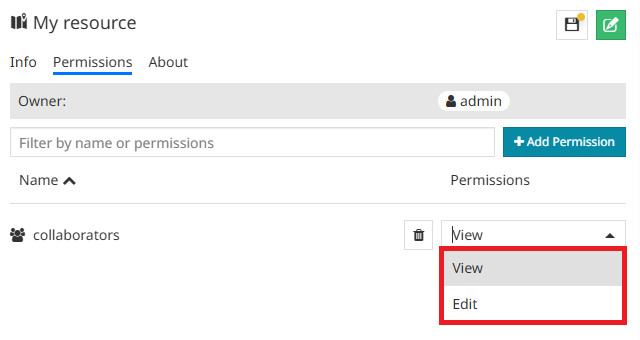 My resource
Info Permissions About
Owner: admin
Filter by name or permissions
Add Permission
Name Permissions
collaborators View
View
Edit